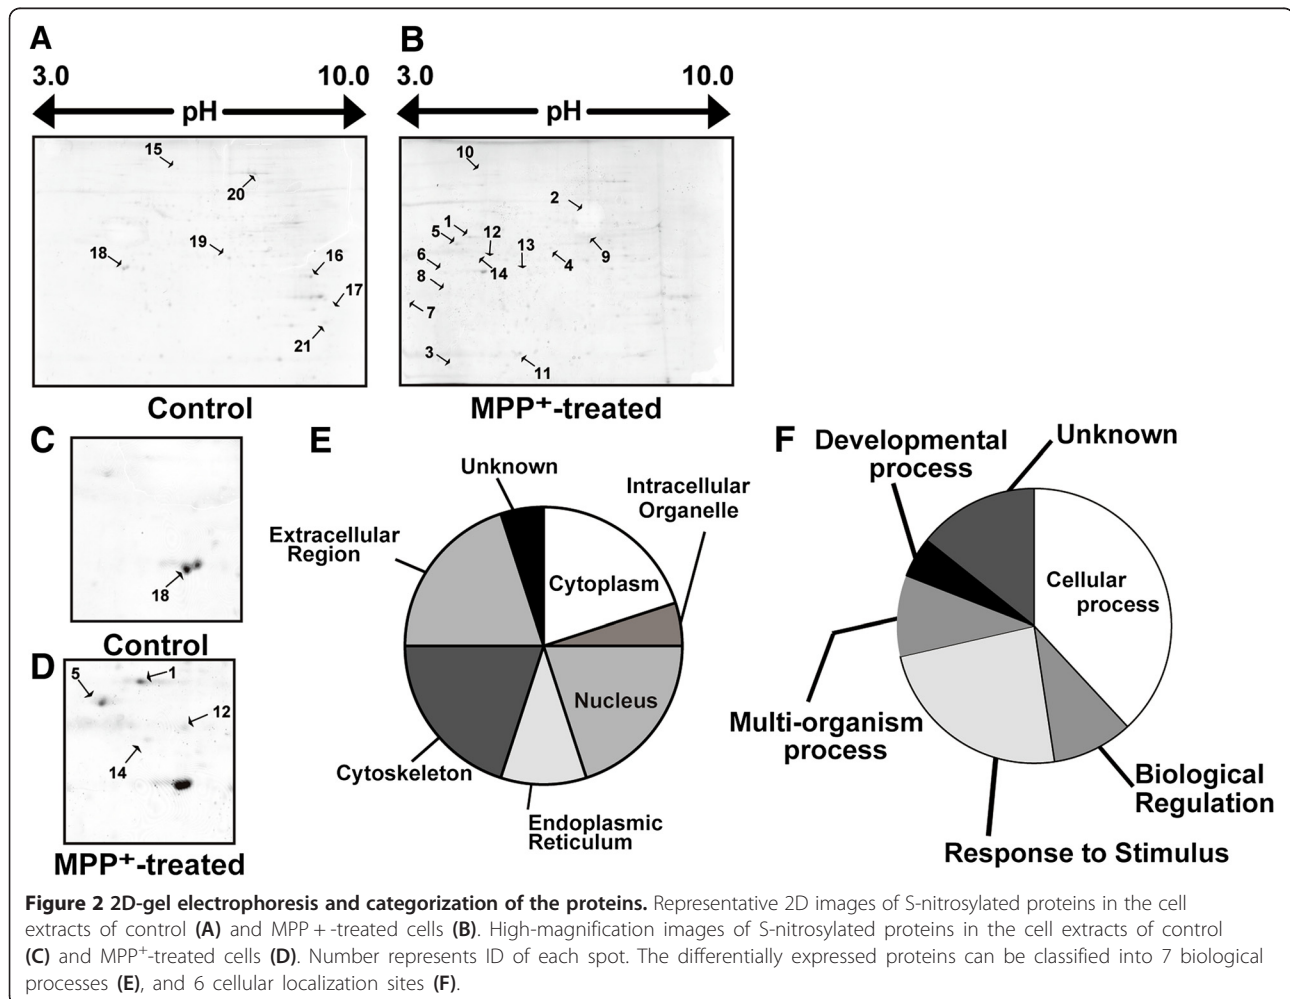 A
B
3.0
10.0
3.0
10.0
pH
pH
15
20
18
19
16
17
21
10
2
1
5
12
13
6
14
4
9
8
7
3
11
Control
MPP+-treated
C
18
Control
D
5
1
12
14
MPP+-treated
E
Unknown
Intracellular
Organelle
Extracellular
Region
Cytoplasm
Nucleus
Cytoskeleton
Endoplasmic
Reticulum
F
Developmental
process
Unknown
Cellular
process
Multi-organism
process
Biological
Regulation
Response to Stimulus
Figure 2 2D-gel electrophoresis and categorization of the proteins. Representative 2D images of S-nitrosylated proteins in the cell
extracts of control (A) and MPP + -treated cells (B). High-magnification images of S-nitrosylated proteins in the cell extracts of control
(C) and MPP+-treated cells (D). Number represents ID of each spot. The differentially expressed proteins can be classified into 7 biological
processes (E), and 6 cellular localization sites (F).